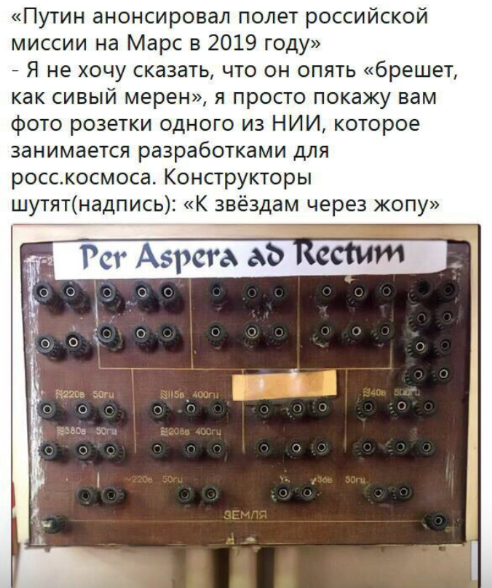 «Путин анонсировал полет российской
миссии на Марс в 2019 году»
- Я не хочу сказать, что он опять «брешет,
как сивый мерен», я просто покажу вам
фото розетки одного из НИИ, которое
занимается разработками для
росс.космоса. Конструкторы
шутят(надпись): «К звёздам через жопу»
Per Aspera ad Rectum
220в 50гц
115в 400гц
40в
380в 50гц
208в 400гц
~220в 50гц
36в 50гц
ЗЕМЛЯ